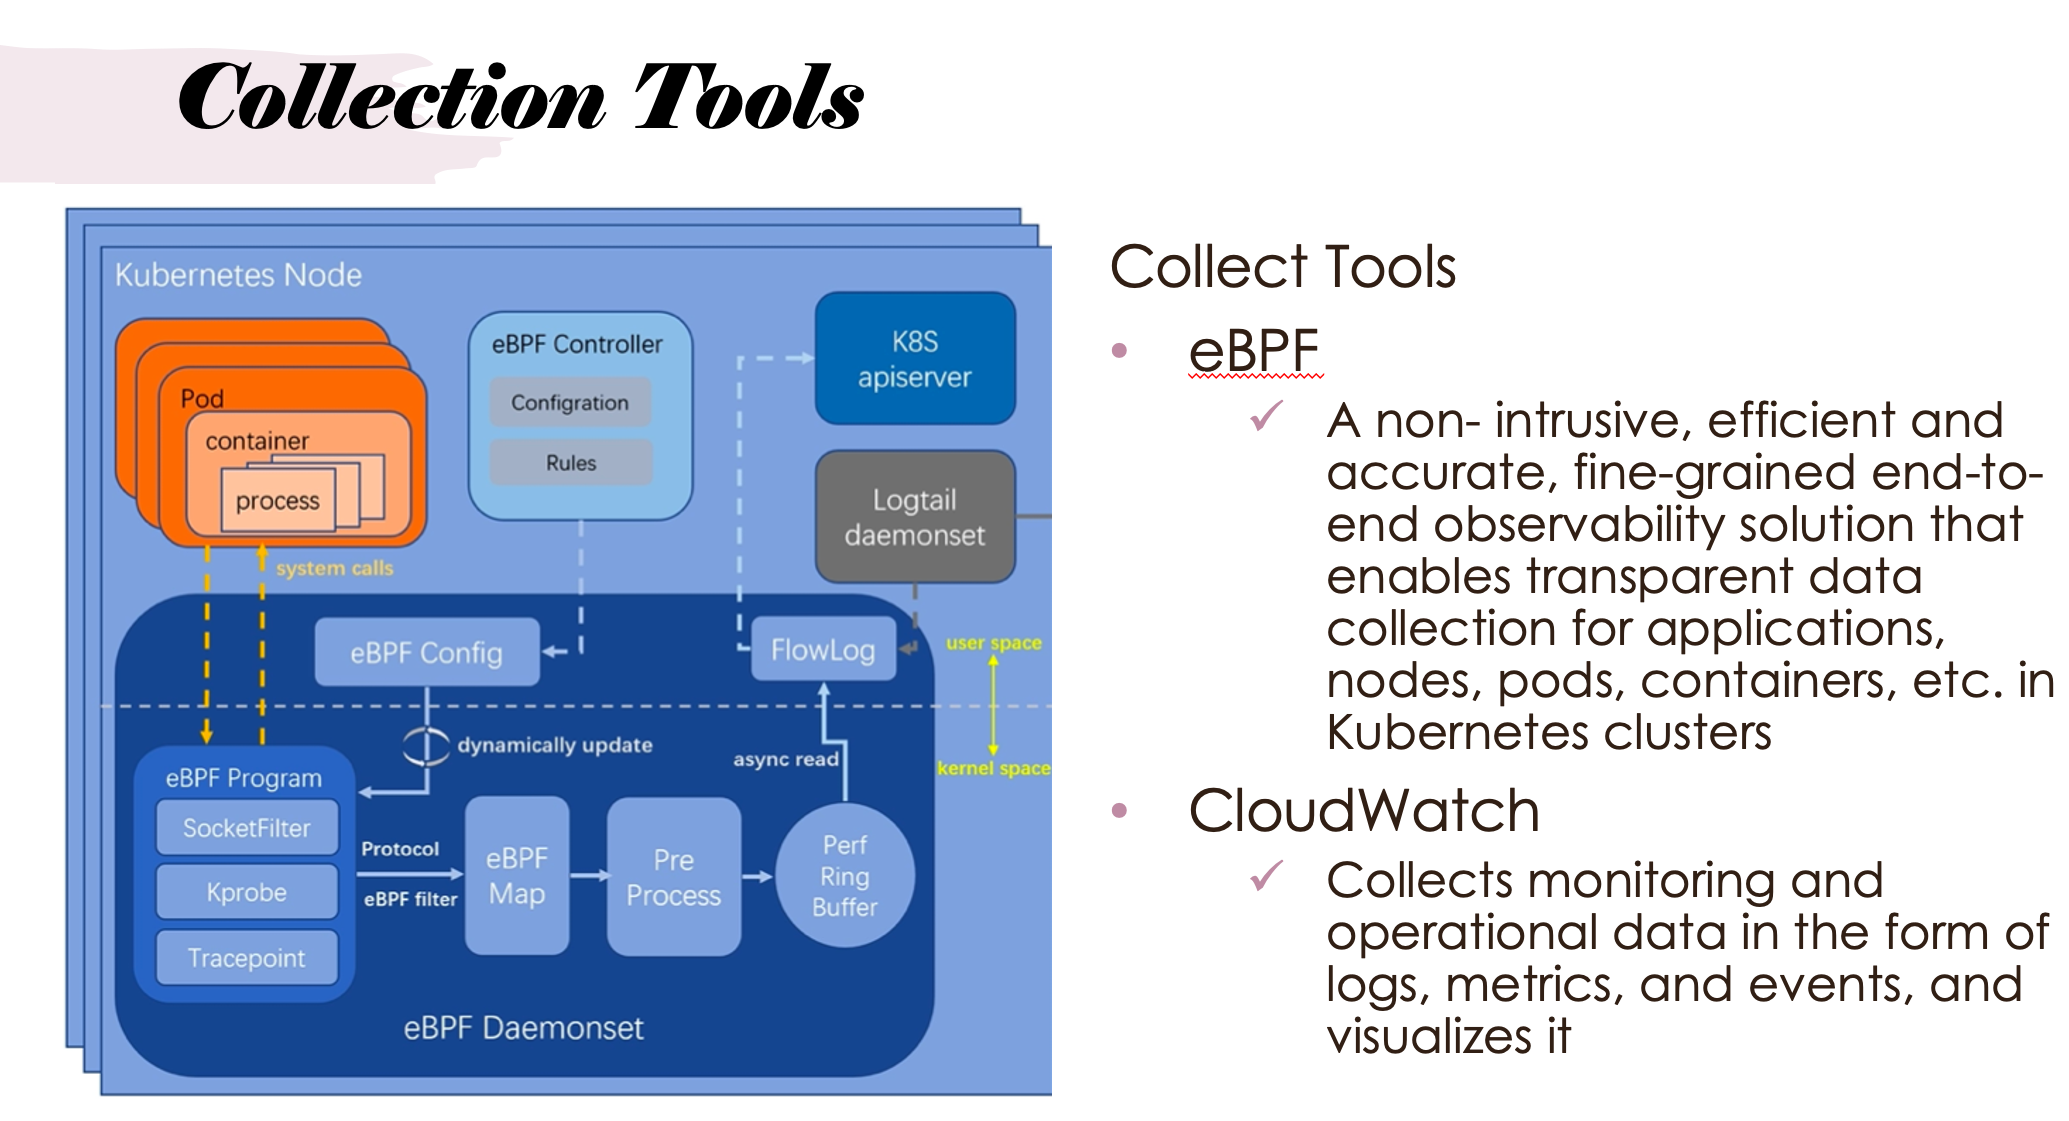 Collection Tools
Kubernetes Node
Pod
container
process
system calls
eBPF Controller
Configration
Rules
K8S
apiserver
Logtail
daemonset
eBPF Config
FlowLog
user space
kernel space
dynamically update
async read
eBPF Program
SocketFilter
Kprobe
Tracepoint
Protocol
eBPF filter
eBPF
Map
Pre
Process
Perf
Ring
Buffer
eBPF Daemonset
Collect Tools
• eBPF
✓ A non- intrusive, efficient and
accurate, fine-grained end-to-
end observability solution that
enables transparent data
collection for applications,
nodes, pods, containers, etc. in
Kubernetes clusters
• CloudWatch
✓ Collects monitoring and
operational data in the form of
logs, metrics, and events, and
visualizes it